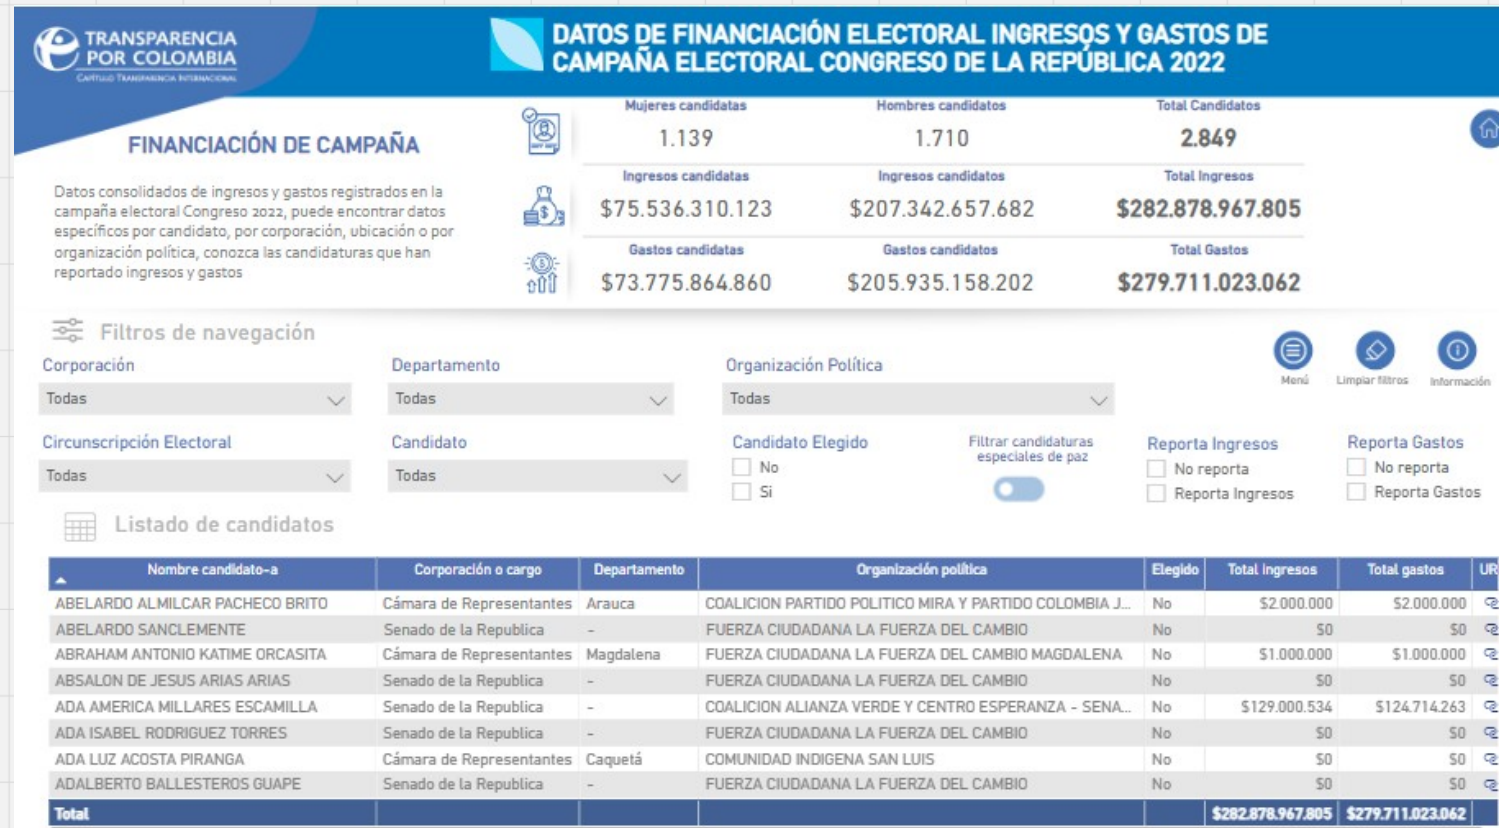 TRANSPARENCIA
POR COLOMBIA
CAPÍTULO TRANSPARENCIA INTERNACIONAL
DATOS DE FINANCIACIÓN ELECTORAL INGRESOS Y GASTOS DE
CAMPAÑA ELECTORAL CONGRESO DE LA REPÚBLICA 2022
FINANCIACIÓN DE CAMPAÑA
Datos consolidados de ingresos y gastos registrados en la
campaña electoral Congreso 2022, puede encontrar datos
específicos por candidato, por corporación, ubicación o por
organización política, conozca las candidaturas que han
reportado ingresos y gastos
Mujeres candidatas Hombres candidatos Total Candidatos
1.139 1.710 2.849
Ingresos candidatas Ingresos candidatos Total Ingresos
$75.536.310.123 $207.342.657.682 $282.878.967.805
Gastos candidatas Gastos candidatos Total Gastos
$73.775.864.860 $205.935.158.202 $279.711.023.062
Filtros de navegación
Menú Limpiar filtros Información
Corporación Departamento Organización Política
Todas Todas Todas
Circunscripción Electoral Candidato
Todas Todas
Candidato Elegido
No
Si
Filtrar candidaturas
especiales de paz
Reporta Ingresos
No reporta
Reporta Ingresos
Reporta Gastos
No reporta
Reporta Gastos
Listado de candidatos
Nombre candidato-a Corporación o cargo Departamento Organización política Elegido Total ingresos Total gastos UR
ABELARDO ALMILCAR PACHECO BRITO Cámara de Representantes Arauca COALICION PARTIDO POLITICO MIRA Y PARTIDO COLOMBIA J... No $2.000.000 $2.000.000
ABELARDO SANCLEMENTE Senado de la Republica - FUERZA CIUDADANA LA FUERZA DEL CAMBIO No $0 $0
ABRAHAM ANTONIO KATIME ORCASITA Cámara de Representantes Magdalena FUERZA CIUDADANA LA FUERZA DEL CAMBIO MAGDALENA No $1.000.000 $1.000.000
ABSALON DE JESUS ARIAS ARIAS Senado de la Republica - FUERZA CIUDADANA LA FUERZA DEL CAMBIO No $0 $0
ADA AMERICA MILLARES ESCAMILLA Senado de la Republica - COALICION ALIANZA VERDE Y CENTRO ESPERANZA - SENA... No $129.000.534 $124.714.263
ADA ISABEL RODRIGUEZ TORRES Senado de la Republica - FUERZA CIUDADANA LA FUERZA DEL CAMBIO No $0 $0
ADA LUZ ACOSTA PIRANGA Cámara de Representantes Caquetá COMUNIDAD INDIGENA SAN LUIS No $0 $0
ADALBERTO BALLESTEROS GUAPE Senado de la Republica - FUERZA CIUDADANA LA FUERZA DEL CAMBIO No $0 $0
Total $282.878.967.805 $279.711.023.062